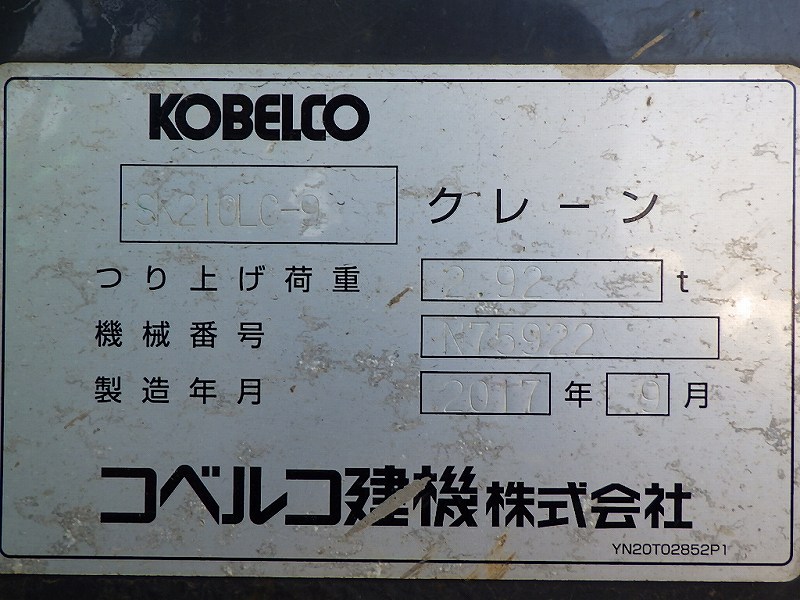 KOBELCO
SK210LC-9 クレーン
つり上げ荷重 2.92 t
機械番号 N75922
製造年月 2017 年 9 月
コベルコ建機株式会社
YN20T02852P1